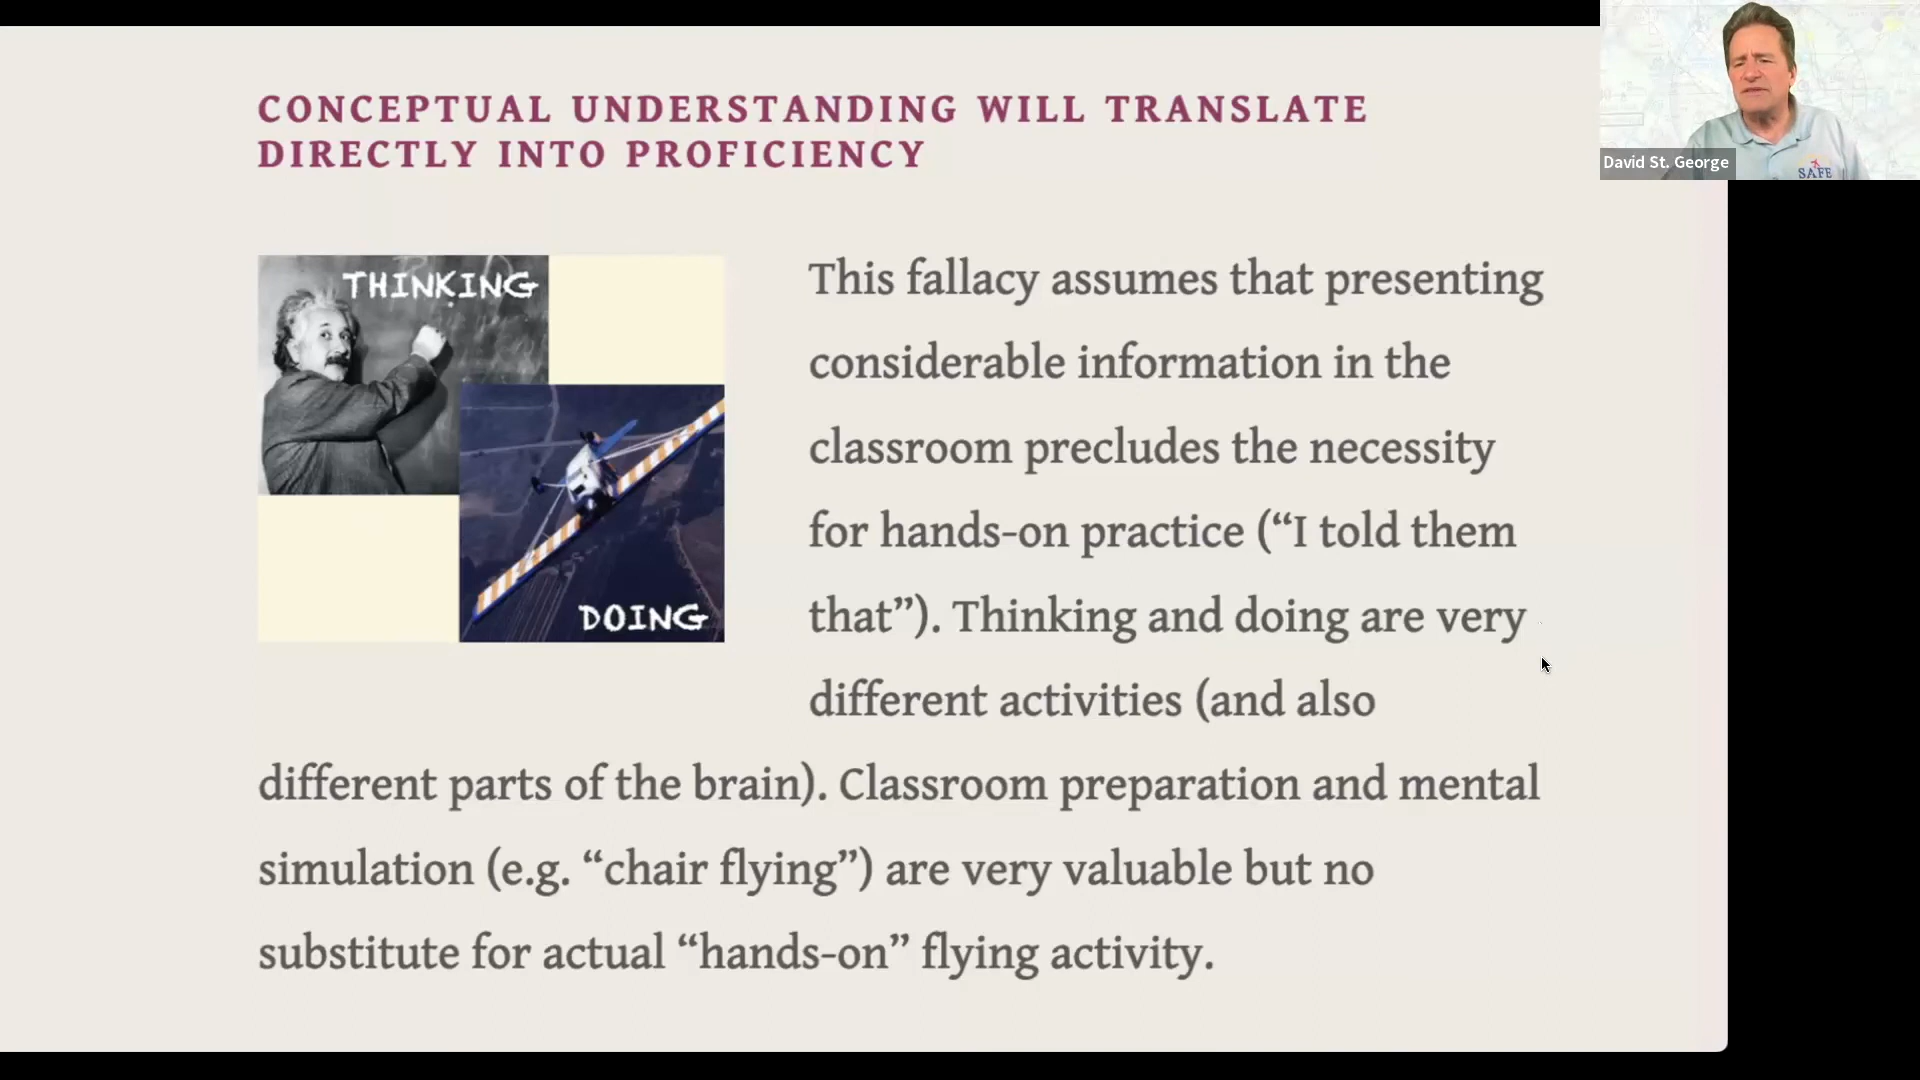 CONCEPTUAL UNDERSTANDING WILL TRANSLATE
DIRECTLY INTO PROFICIENCY
David St. George
SAFE
THINKING
DOING
This fallacy assumes that presenting
considerable information in the
classroom precludes the necessity
for hands-on practice (“I told them
that”). Thinking and doing are very
different activities (and also
different parts of the brain). Classroom preparation and mental
simulation (e.g. “chair flying”) are very valuable but no
substitute for actual “hands-on” flying activity.